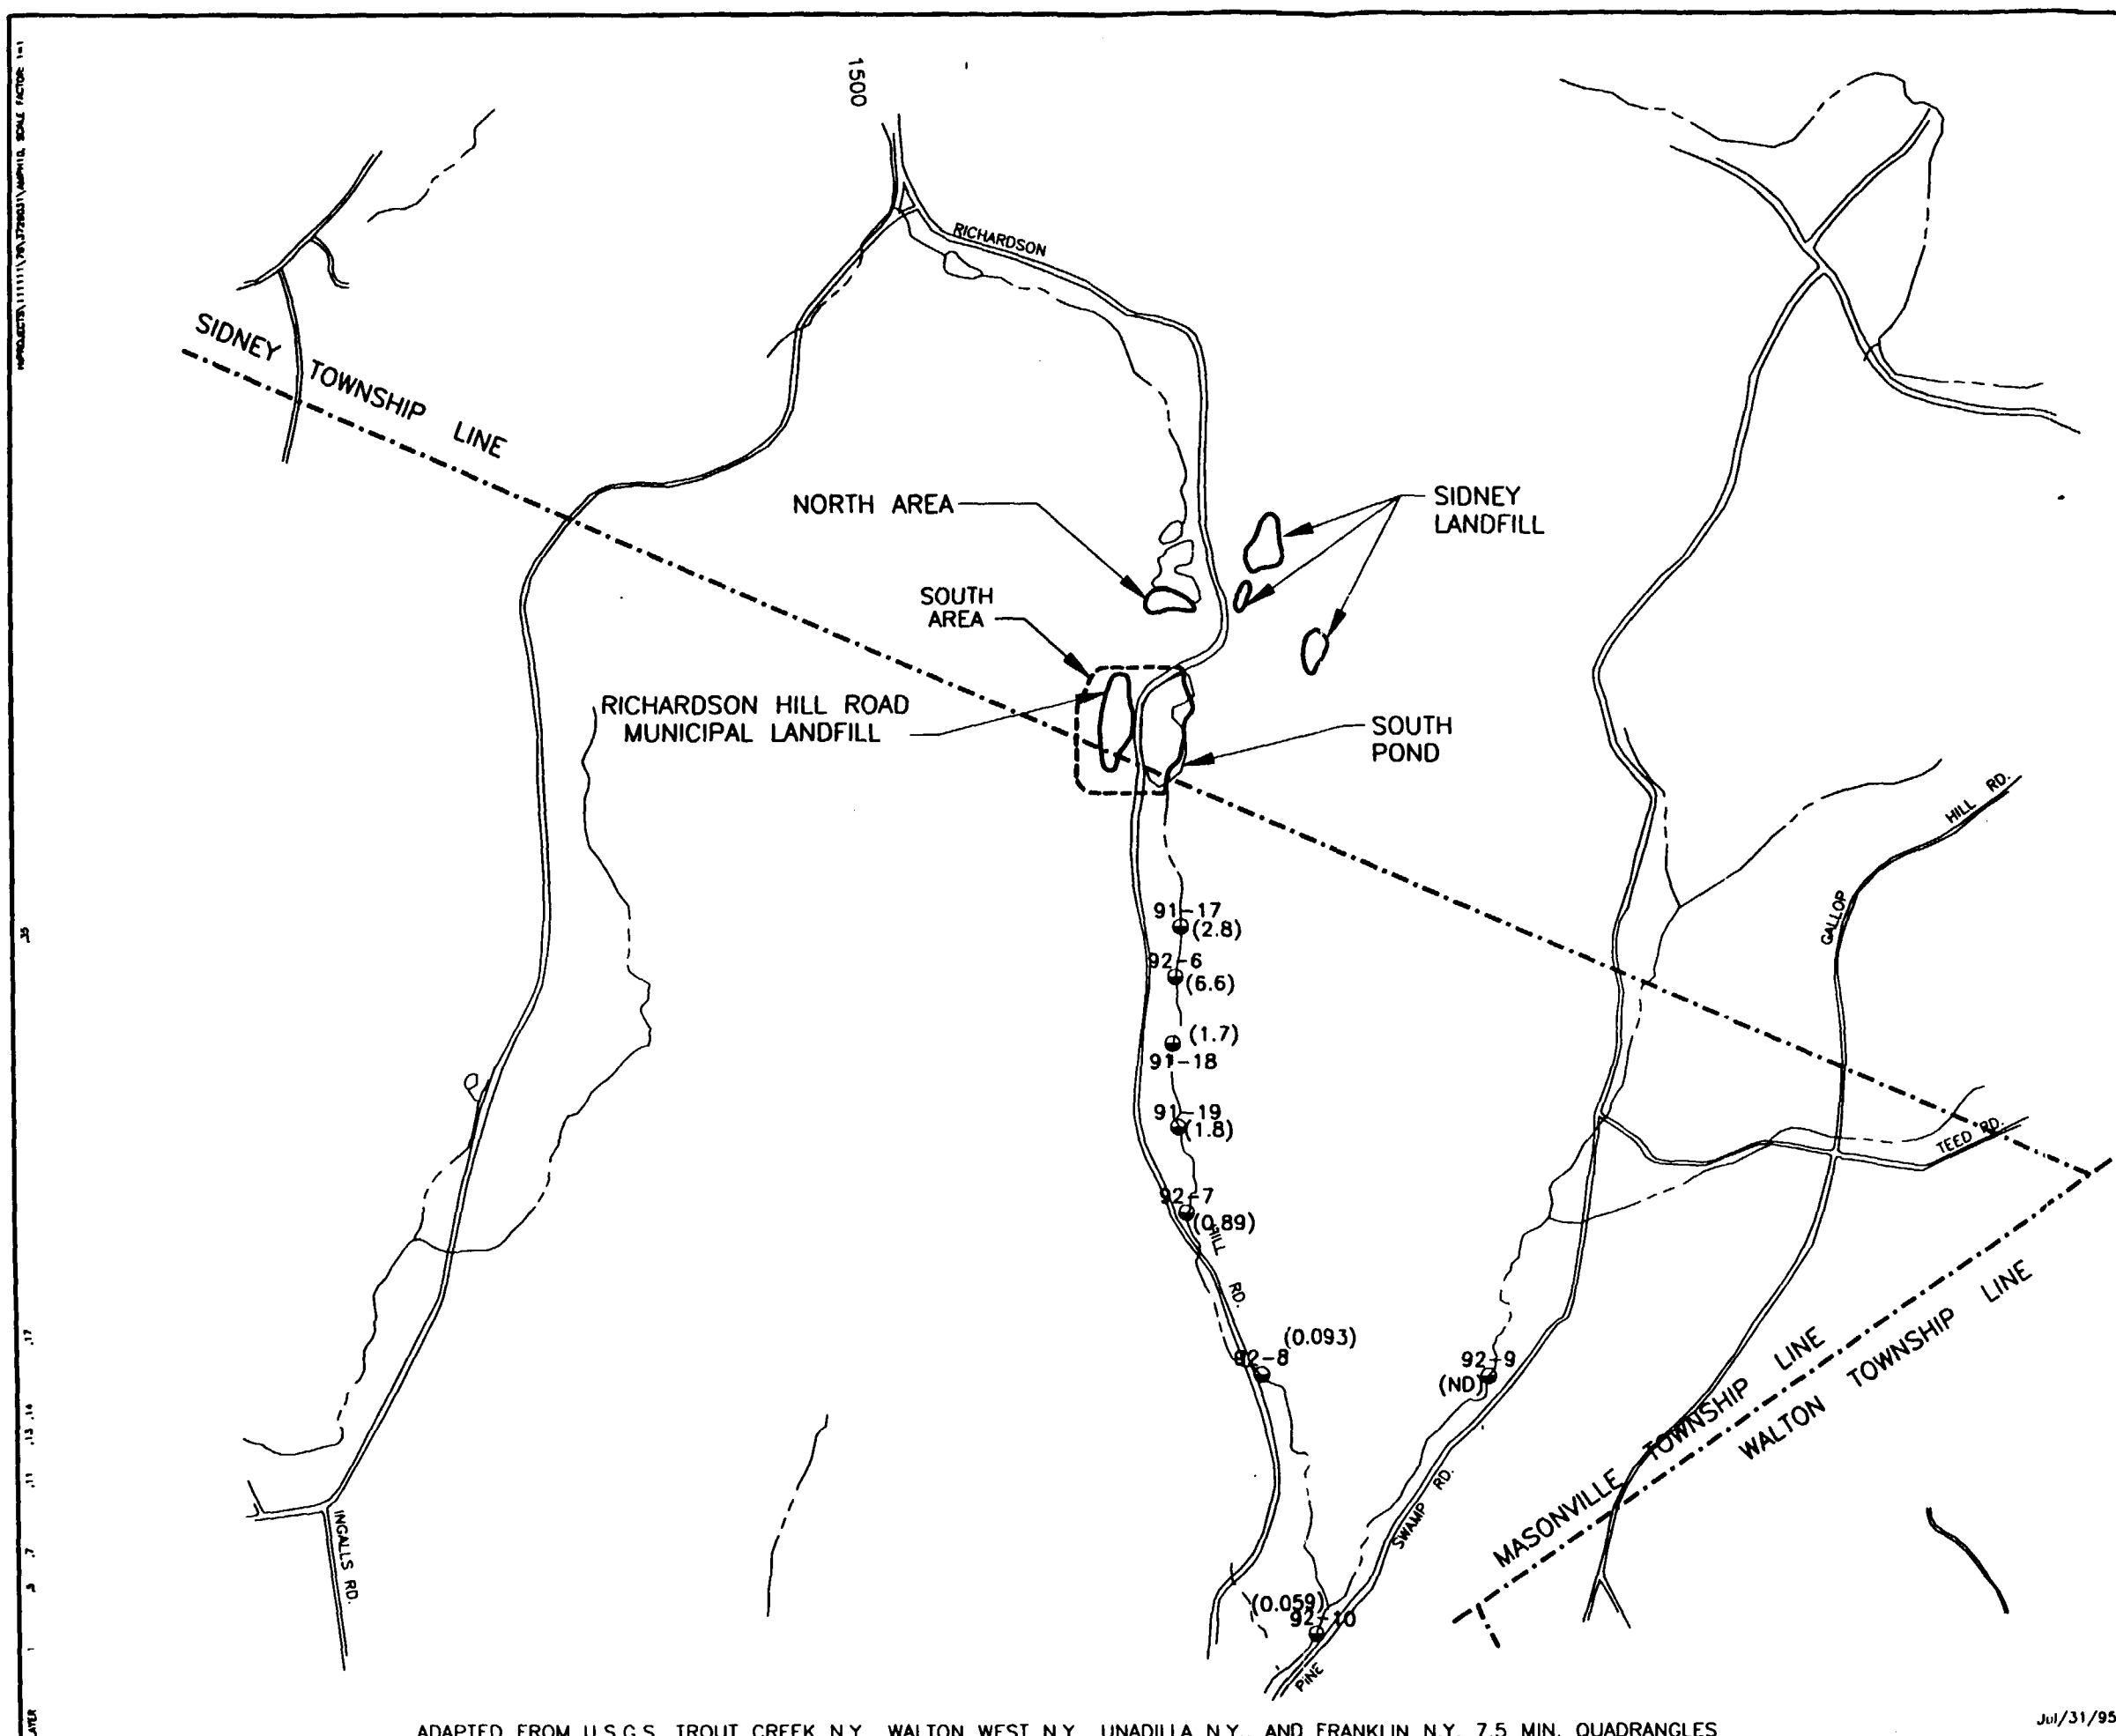 1500
RICHARDSON
SIDNEY TOWNSHIP LINE
NORTH AREA
SIDNEY
LANDFILL
SOUTH
AREA
RICHARDSON HILL ROAD
MUNICIPAL LANDFILL
SOUTH
POND
HILL RD.
GALLOP
91-17
(2.8)
92-6
(6.6)
(1.7)
91-18
91-19
(1.8)
TEED RD.
92-7
(0.89)
HILL
RD.
(0.093)
92-8
92-9
(ND)
MASONVILLE TOWNSHIP LINE
WALTON TOWNSHIP LINE
SWAMP RD.
INGALLS RD.
(0.059)
92-10
PINE
ADAPTED FROM U.S.G.S. TROUT CREEK N.Y., WALTON WEST N.Y., UNADILLA N.Y., AND FRANKLIN N.Y. 7.5 MIN. QUADRANGLES
Jul/31/95